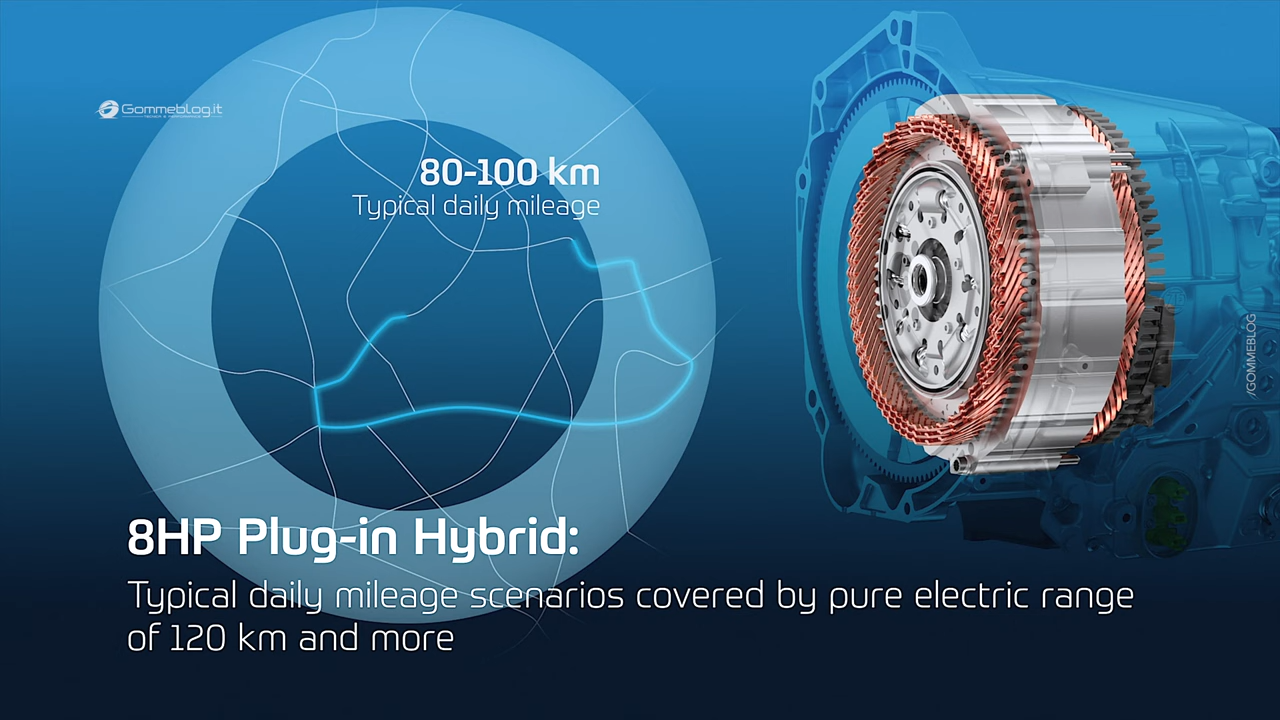 Gommeblog.it
80-100 km
Typical daily mileage
/GOMMEBLOG
8HP Plug-in Hybrid:
Typical daily mileage scenarios covered by pure electric range
of 120 km and more